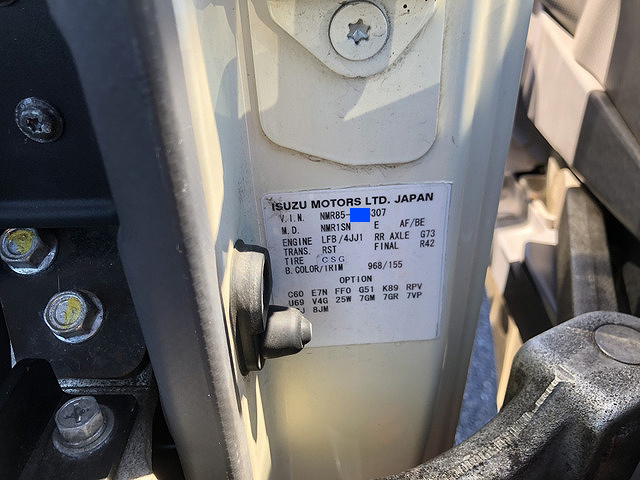 ISUZU MOTORS LTD. JAPAN
V.I.N. NMR85- 307
M.D. NMR1SN E AF/BE
ENGINE LFB/4JJ1 RR AXLE G73
TRANS. RST FINAL R42
TIRE CSG
B.COLOR/TRIM 968/155
OPTION
C60 E7N FF0 G51 K89 RPV
U69 V4G 25W 7GM 7GR 7VP
8JM